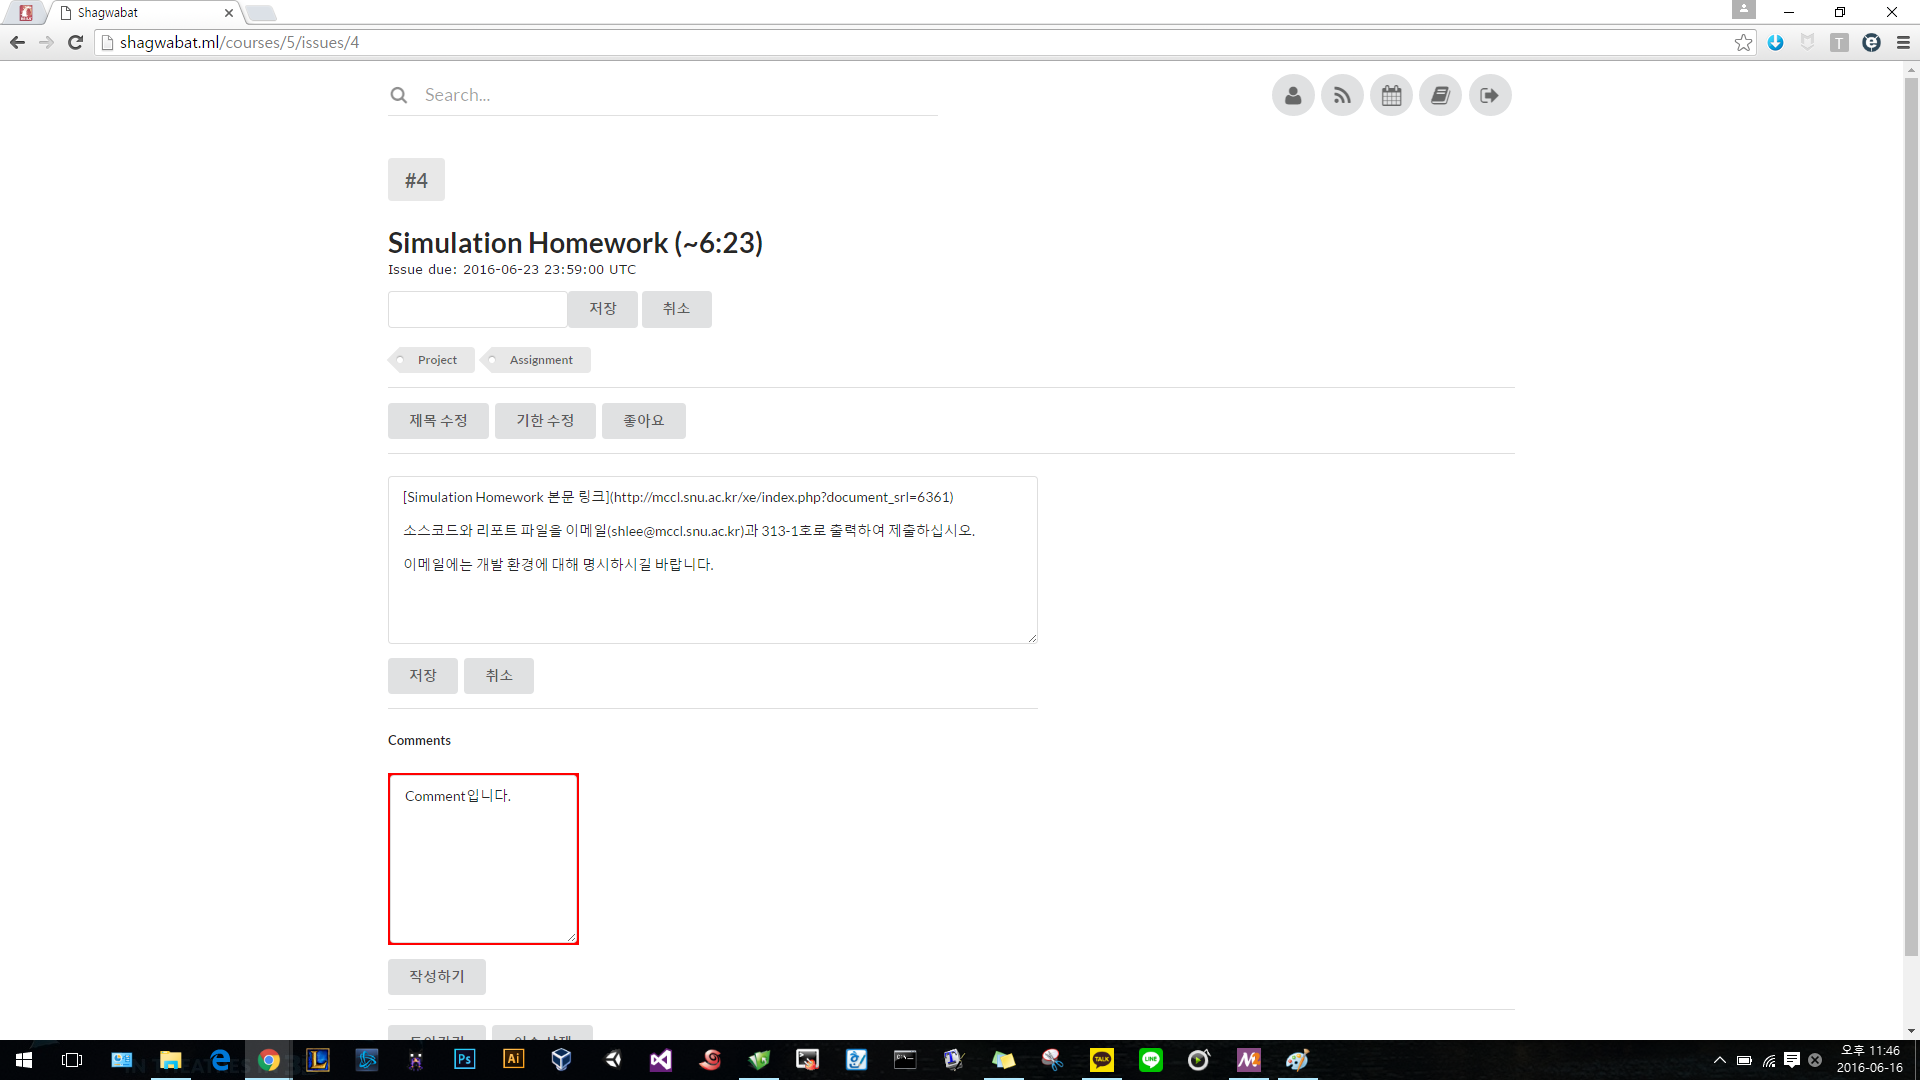 Shagwabat
shagwabat.ml/courses/5/issues/4
Search...
#4
Simulation Homework (~6:23)
Issue due: 2016-06-23 23:59:00 UTC
저장 취소
Project Assignment
제목 수정 기한 수정 좋아요
[Simulation Homework 본문 링크](http://mccl.snu.ac.kr/xe/index.php?document_srl=6361)
소스코드와 리포트 파일을 이메일(shlee@mccl.snu.ac.kr)과 313-1호로 출력하여 제출하십시오.
이메일에는 개발 환경에 대해 명시하시길 바랍니다.
저장 취소
Comments
Comment입니다.
작성하기
오후 11:46
2016-06-16